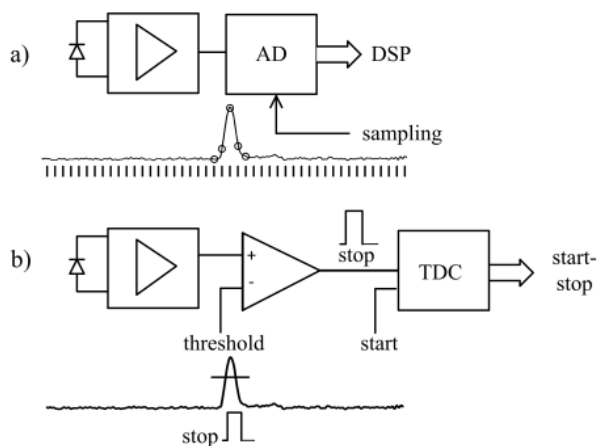 a)
AD
DSP
sampling
b)
+
-
stop
TDC
start-
stop
threshold
start
stop